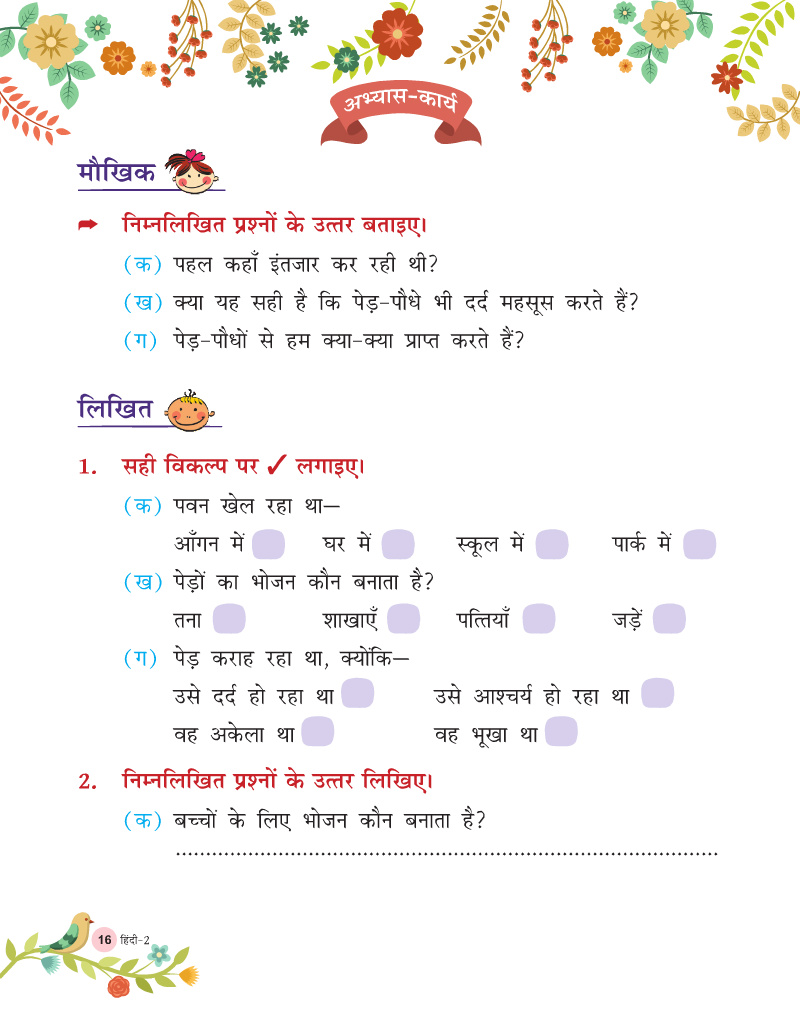 अभ्यास-कार्य
मौखिक
➡ निम्नलिखित प्रश्नों के उत्तर बताइए।
(क) पहल कहाँ इंतजार कर रही थी?
(ख) क्या यह सही है कि पेड़-पौधे भी दर्द महसूस करते हैं?
(ग) पेड़-पौधों से हम क्या-क्या प्राप्त करते हैं?
लिखित
1. सही विकल्प पर ✓ लगाइए।
(क) पवन खेल रहा था—
आँगन में घर में स्कूल में पार्क में
(ख) पेड़ों का भोजन कौन बनाता है?
तना शाखाएँ पत्तियाँ जड़ें
(ग) पेड़ कराह रहा था, क्योंकि—
उसे दर्द हो रहा था उसे आश्चर्य हो रहा था
वह अकेला था वह भूखा था
2. निम्नलिखित प्रश्नों के उत्तर लिखिए।
(क) बच्चों के लिए भोजन कौन बनाता है?
..........................................................................................
16 हिंदी-2